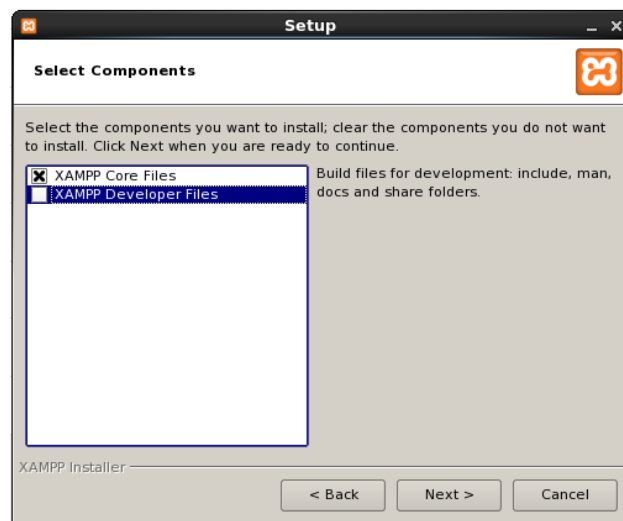 Setup
Select Components
Select the components you want to install; clear the components you do not want
to install. Click Next when you are ready to continue.
XAMPP Core Files
XAMPP Developer Files
Build files for development: include, man,
docs and share folders.
XAMPP Installer
< Back
Next >
Cancel